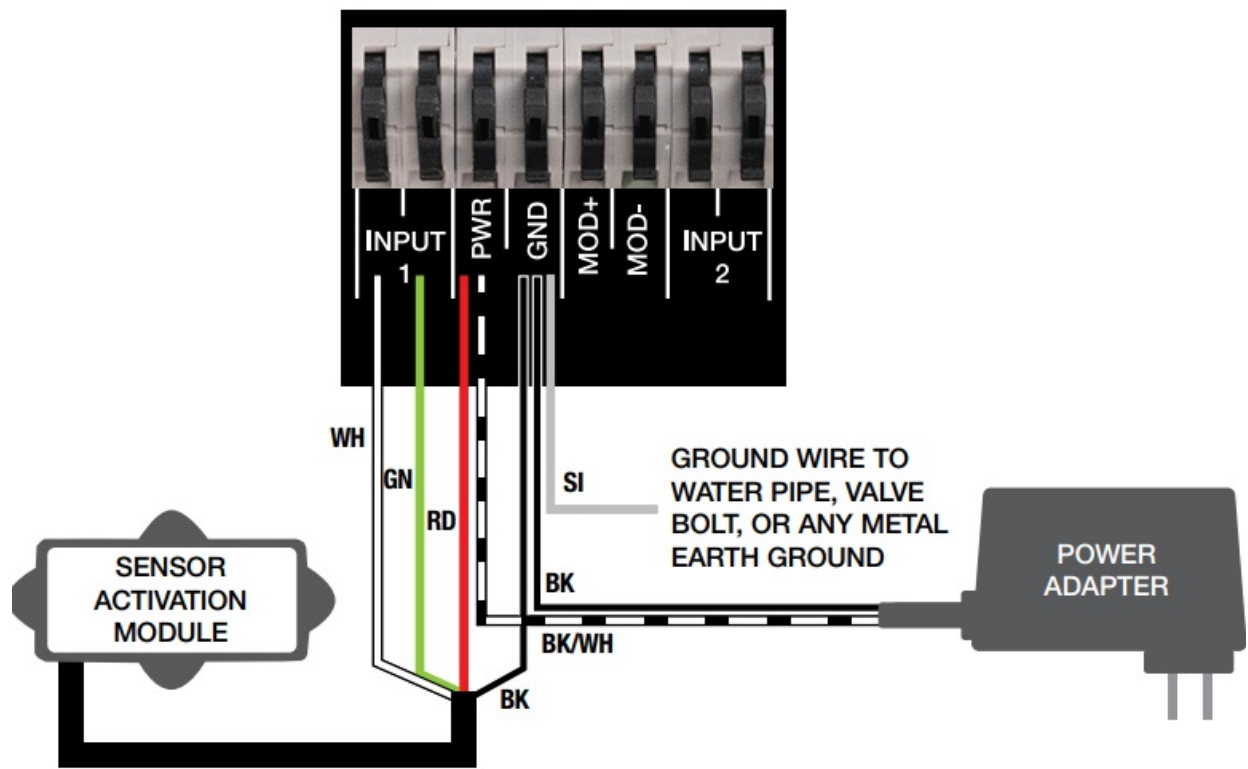 INPUT
1
PWR
GND
MOD+
MOD-
INPUT
2
WH
GN
RD
SI
GROUND WIRE TO
WATER PIPE, VALVE
BOLT, OR ANY METAL
EARTH GROUND
SENSOR
ACTIVATION
MODULE
BK
BK/WH
BK
POWER
ADAPTER